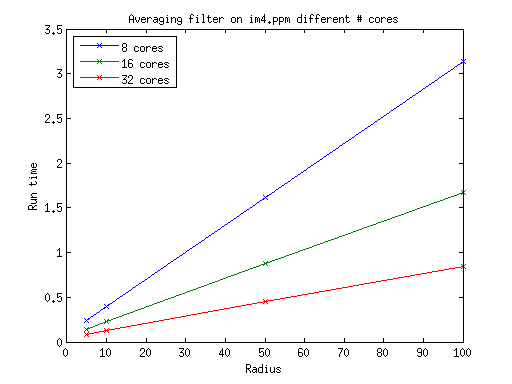 Averaging filter on im4.ppm different # cores
3.5
3
2.5
2
1.5
1
0.5
0
8 cores
16 cores
32 cores
Run time
0 10 20 30 40 50 60 70 80 90 100
Radius